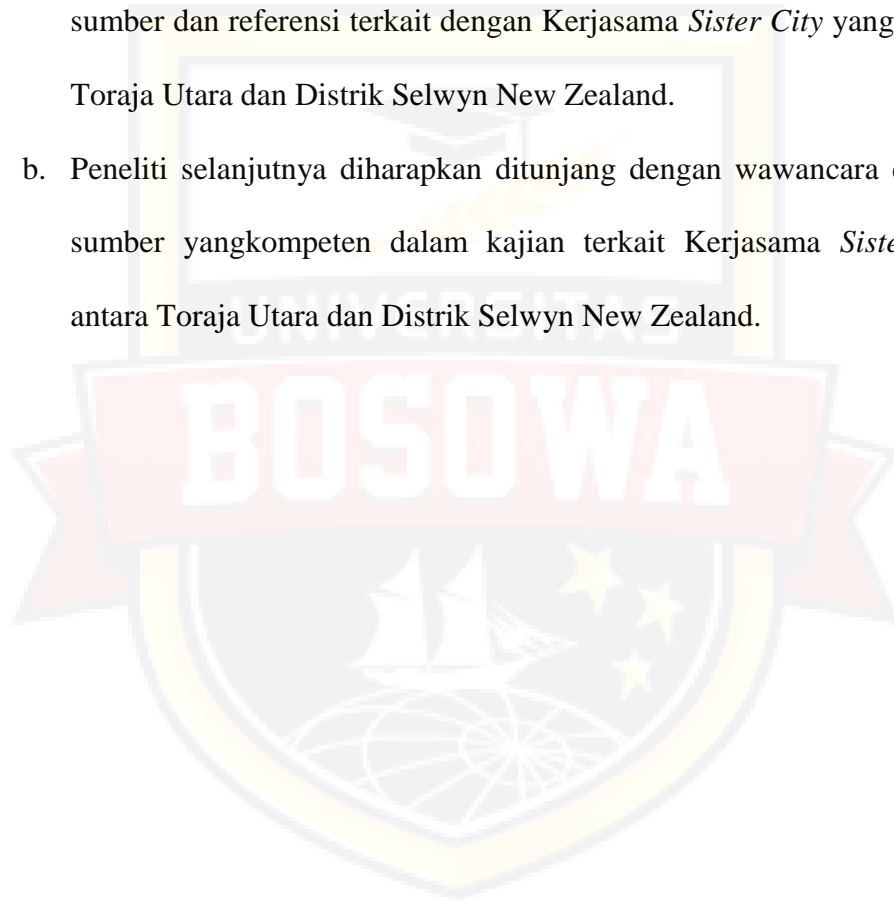 sumber dan referensi terkait dengan Kerjasama Sister City yang
Toraja Utara dan Distrik Selwyn New Zealand.
b. Peneliti selanjutnya diharapkan ditunjang dengan wawancara
sumber yangkompeten dalam kajian terkait Kerjasama
antara Toraja Utara dan Distrik Selwyn New Zealand.
UNIVERSITAS
BOSOWA